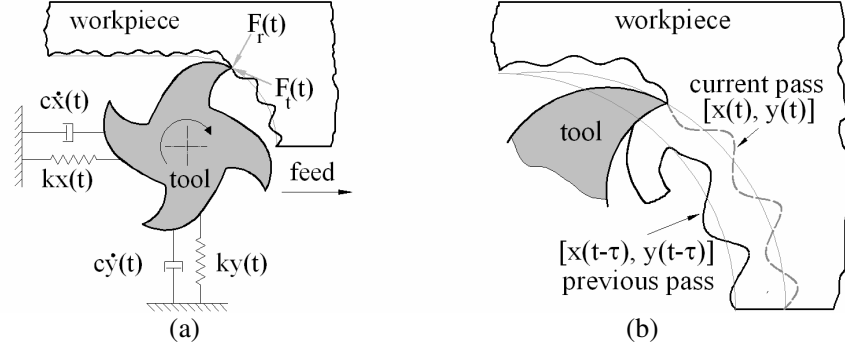 workpiece
F_r(t)
F_t(t)
cẋ(t)
kx(t)
tool
feed
cẏ(t)
ky(t)
(a)
workpiece
current pass
[x(t), y(t)]
tool
[x(t-τ), y(t-τ)]
previous pass
(b)